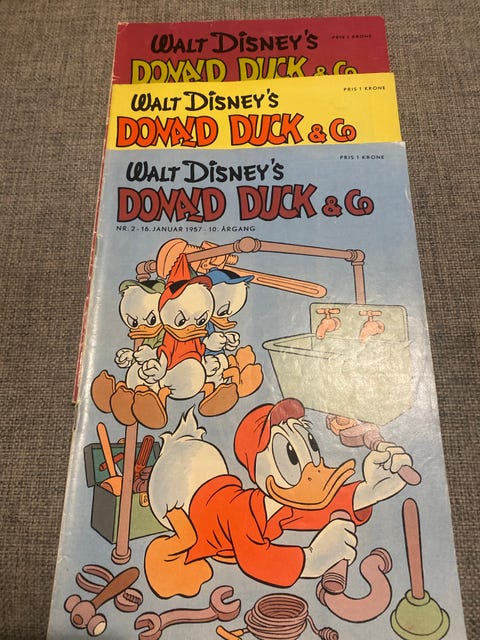 WALT DISNEY'S
PRIS 1 KRONE
DONALD DUCK & Co
WALT DISNEY'S
PRIS 1 KRONE
DONALD DUCK & Co
WALT DISNEY'S
PRIS 1 KRONE
DONALD DUCK & Co
NR. 2 - 16. JANUAR 1957 - 10. ÅRGANG